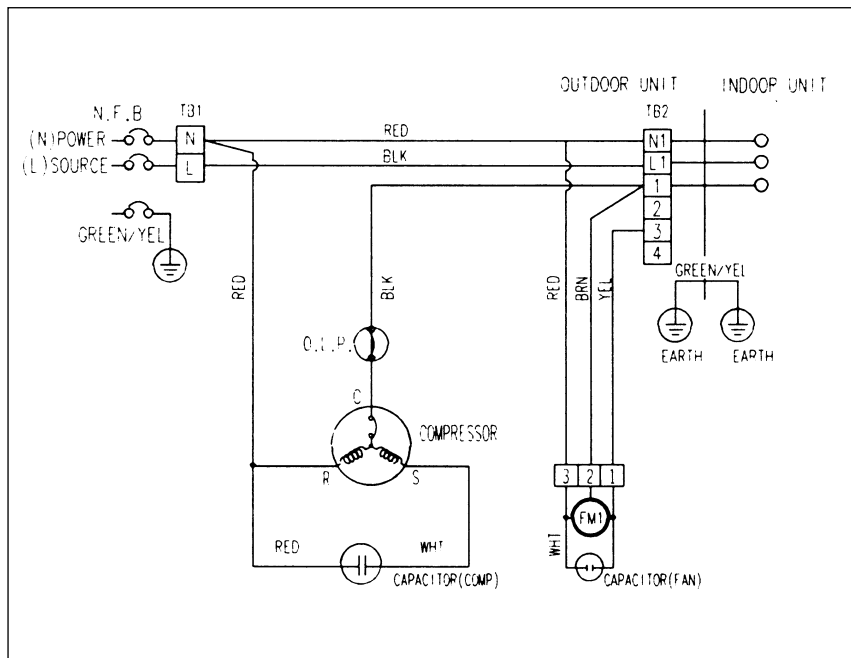 OUTDOOR UNIT INDOOR UNIT
N.F.B TB1 TB2
(N)POWER N RED N1
(L)SOURCE L BLK L1
1
2
GREEN/YEL 3
4
GREEN/YEL
RED BLK RED BRN YEL
O.L.P. EARTH EARTH
C
COMPRESSOR
R S 3 2 1
FM1
RED WHT WHT
CAPACITOR(COMP) CAPACITOR(FAN)